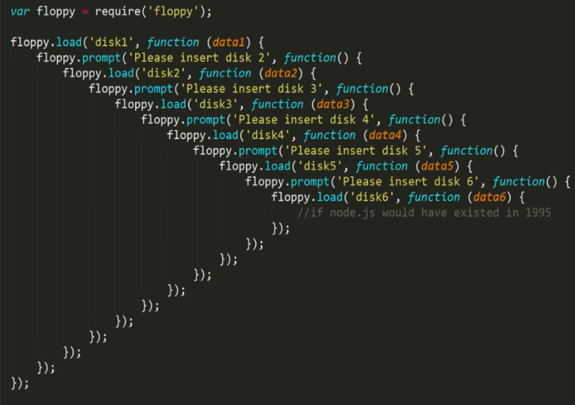 var floppy = require('floppy');
floppy.load('disk1', function (data1) {
floppy.prompt('Please insert disk 2', function() {
floppy.load('disk2', function (data2) {
floppy.prompt('Please insert disk 3', function() {
floppy.load('disk3', function (data3) {
floppy.prompt('Please insert disk 4', function() {
floppy.load('disk4', function (data4) {
floppy.prompt('Please insert disk 5', function() {
floppy.load('disk5', function (data5) {
floppy.prompt('Please insert disk 6', function() {
floppy.load('disk6', function (data6) {
//if node.js would have existed in 1995
});
});
});
});
});
});
});
});
});
});
});